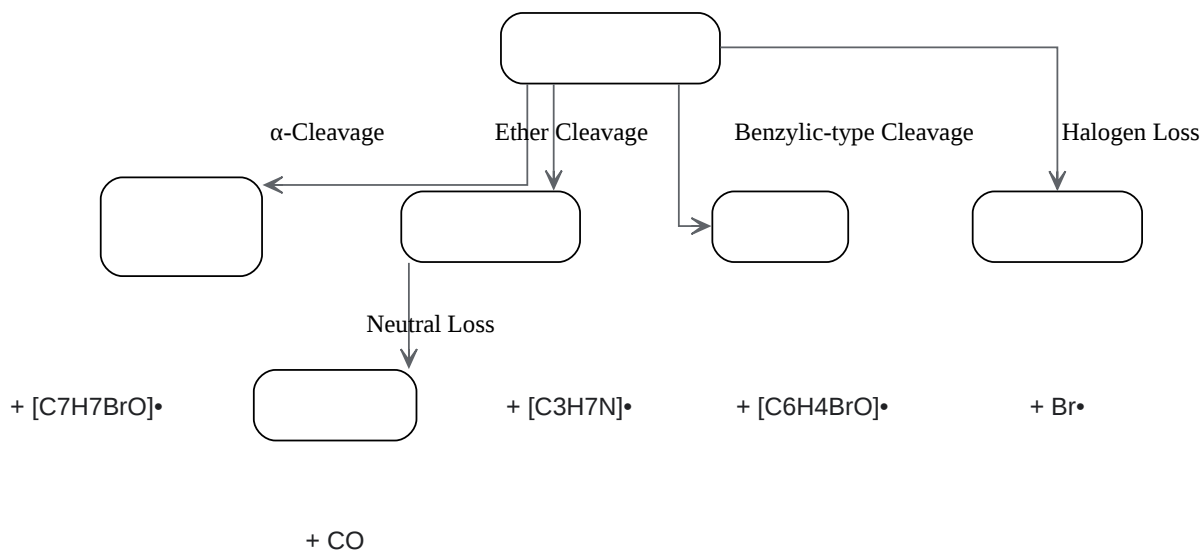 α-Cleavage
Ether Cleavage
Benzylic-type Cleavage
Halogen Loss
Neutral Loss
+ [C7H7BrO]•
+ [C3H7N]•
+ [C6H4BrO]•
+ Br•
+ CO